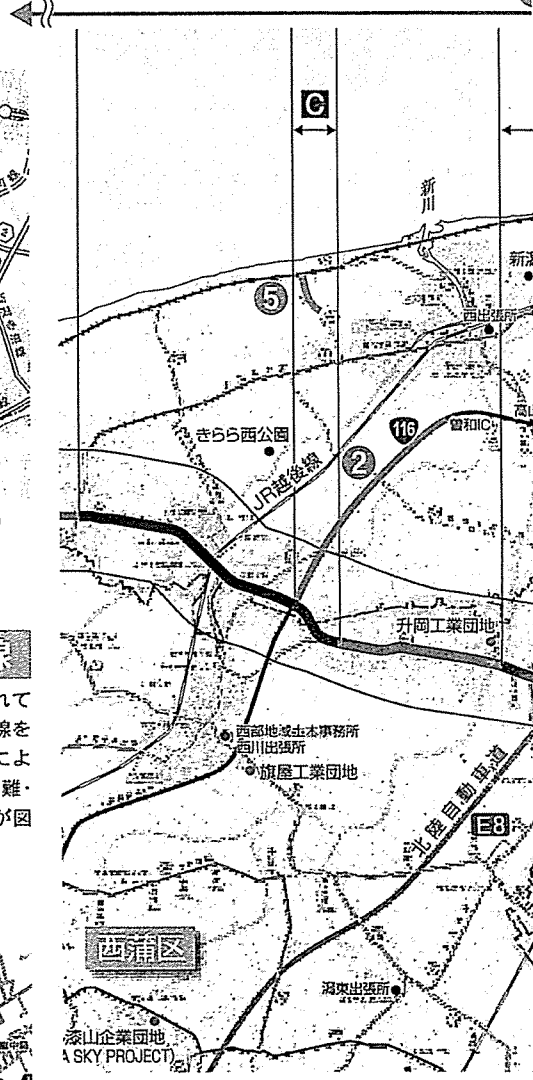 C
新川
5
西出張所
きらら西公園
116
曽和IC
2
JR越後線
升岡工業団地
れて
線を
によ
難・
が図
西部地域土木事務所
西川出張所
旗屋工業団地
北陸自動車道
E8
西蒲区
潟東出張所
漆山企業団地
A SKY PROJECT)